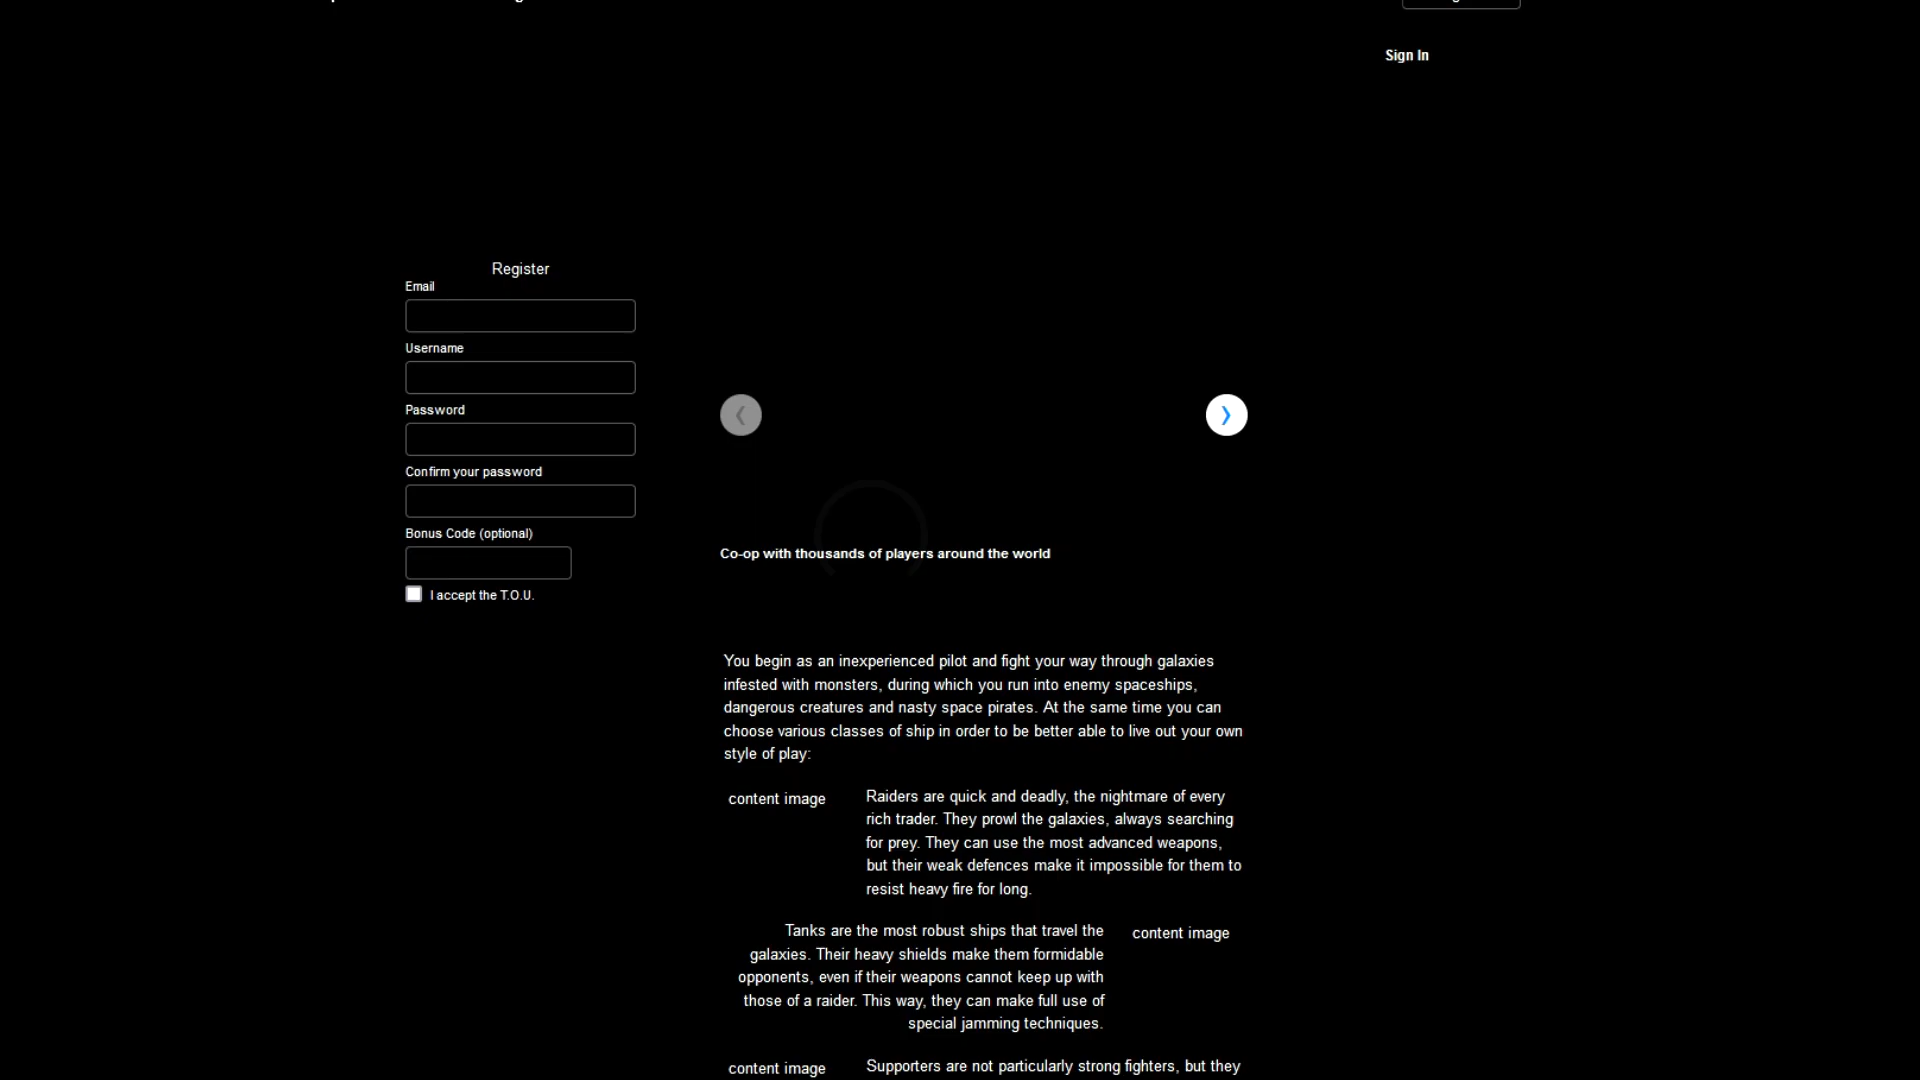 Sign In
Register
Email
Username
Password
Confirm your password
Bonus Code (optional)
I accept the T.O.U.
Co-op with thousands of players around the world
You begin as an inexperienced pilot and fight your way through galaxies
infested with monsters, during which you run into enemy spaceships,
dangerous creatures and nasty space pirates. At the same time you can
choose various classes of ship in order to be better able to live out your own
style of play:
content image
Raiders are quick and deadly, the nightmare of every
rich trader. They prowl the galaxies, always searching
for prey. They can use the most advanced weapons,
but their weak defences make it impossible for them to
resist heavy fire for long.
Tanks are the most robust ships that travel the
galaxies. Their heavy shields make them formidable
opponents, even if their weapons cannot keep up with
those of a raider. This way, they can make full use of
special jamming techniques.
content image
content image
Supporters are not particularly strong fighters, but they